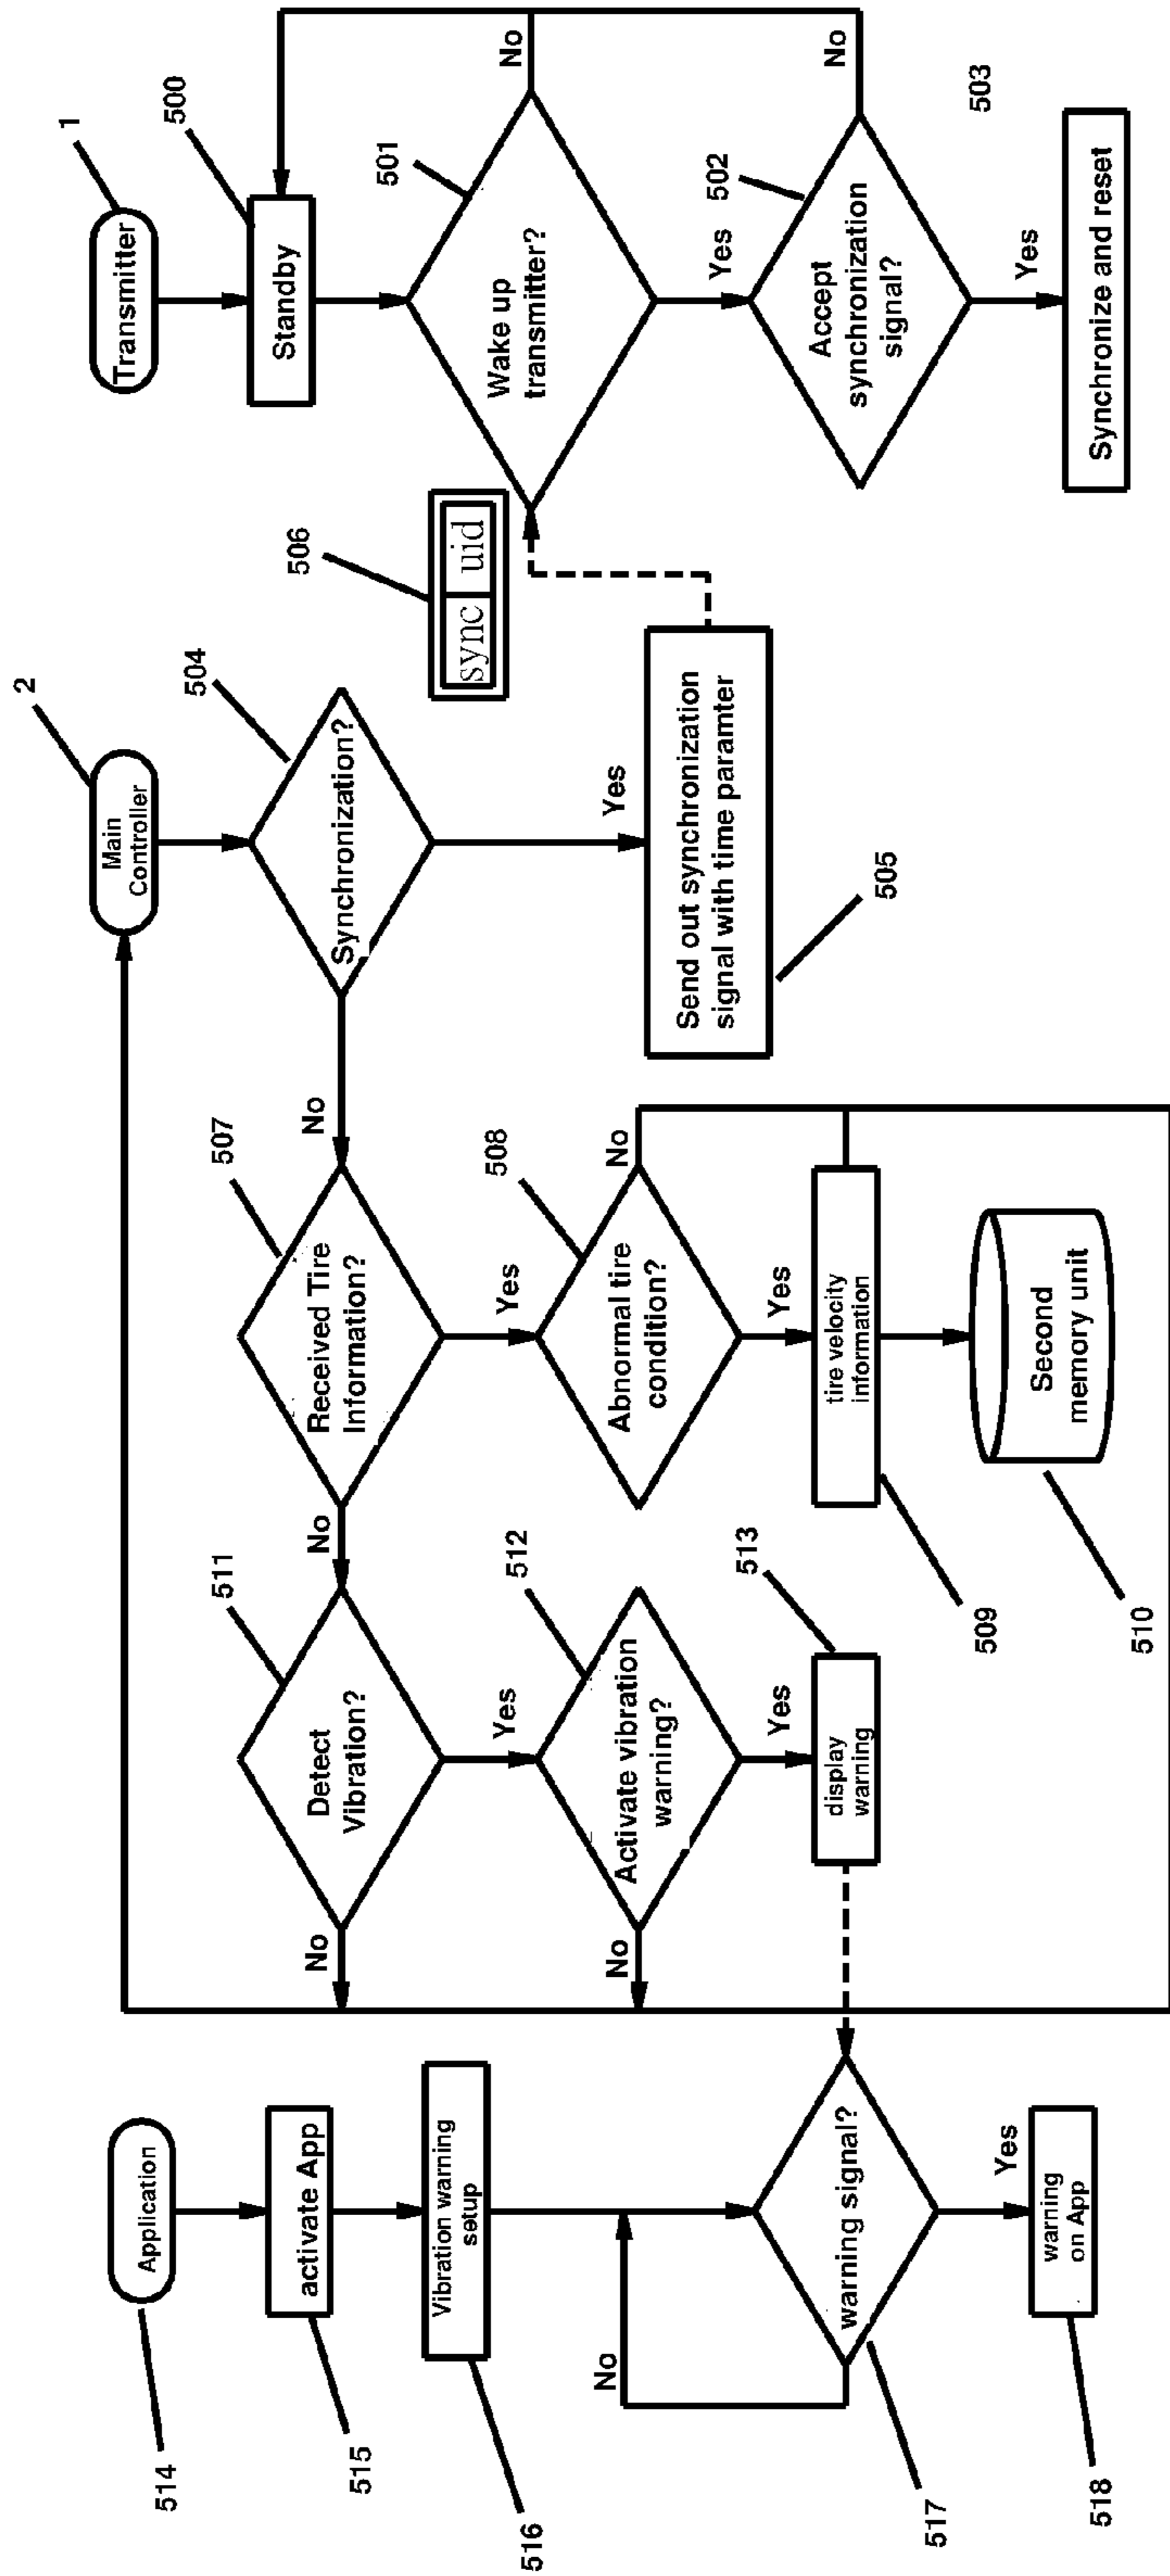 514
Application
515
activate App
516
Vibration warning
setup
No
517
warning signal?
Yes
518
warning
on App
2
Main
Controller
504
Synchronization?
No
Yes
505
Send out synchronization
signal with time paramter
506
sync uid
507
Received Tire
Information?
No
Yes
508
Abnormal tire
condition?
No
Yes
509
tire velocity
information
510
Second
memory unit
511
Detect
Vibration?
No
Yes
512
Activate vibration
warning?
No
Yes
513
display
warning
1
Transmitter
500
Standby
501
Wake up
transmitter?
No
Yes
502
Accept
synchronization
signal?
No
Yes
503
Synchronize and reset